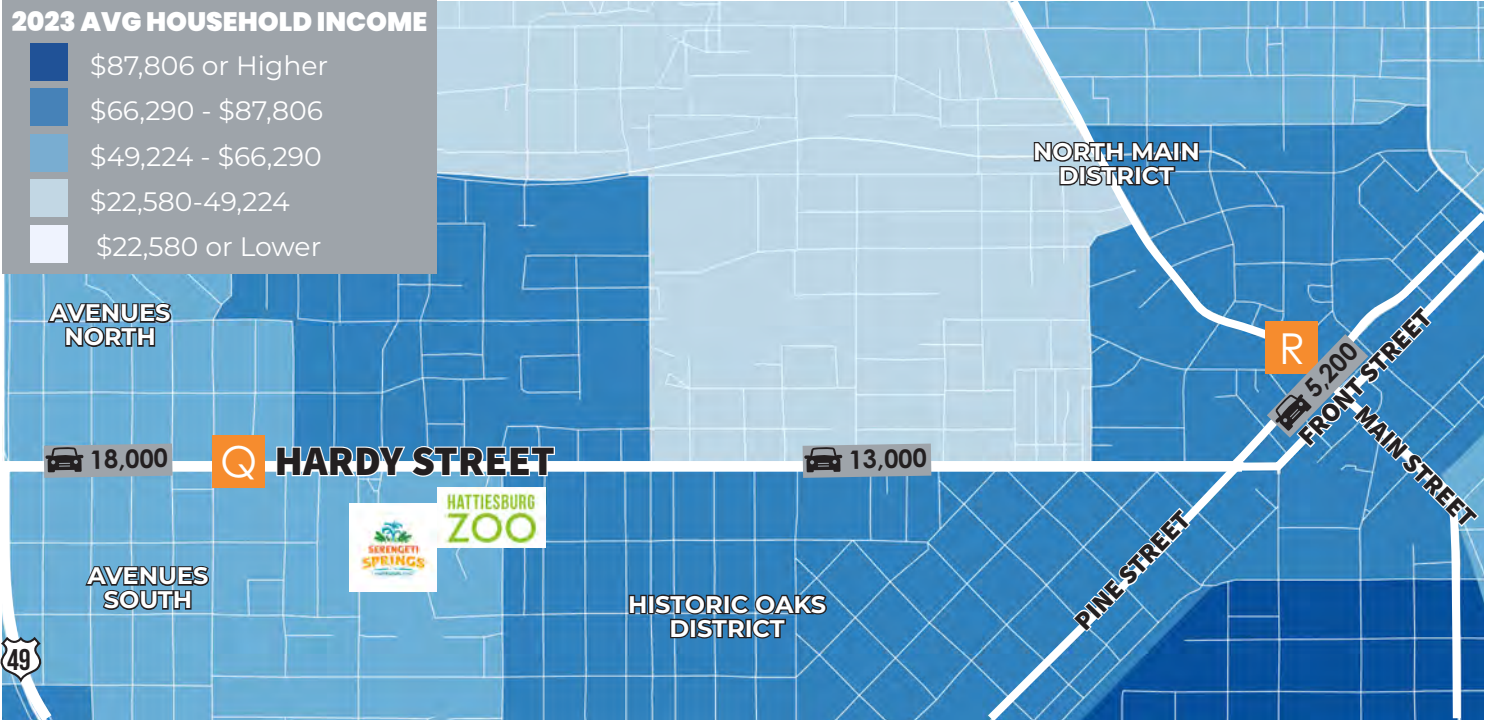 2023 AVG HOUSEHOLD INCOME
$87,806 or Higher
$66,290 - $87,806
$49,224 - $66,290
$22,580-49,224
$22,580 or Lower
NORTH MAIN
DISTRICT
AVENUES
NORTH
R
5,200
FRONT STREET
MAIN STREET
18,000
Q
HARDY STREET
13,000
HATTIESBURG
ZOO
SERENGETI
SPRINGS
PINE STREET
AVENUES
SOUTH
HISTORIC OAKS
DISTRICT
49